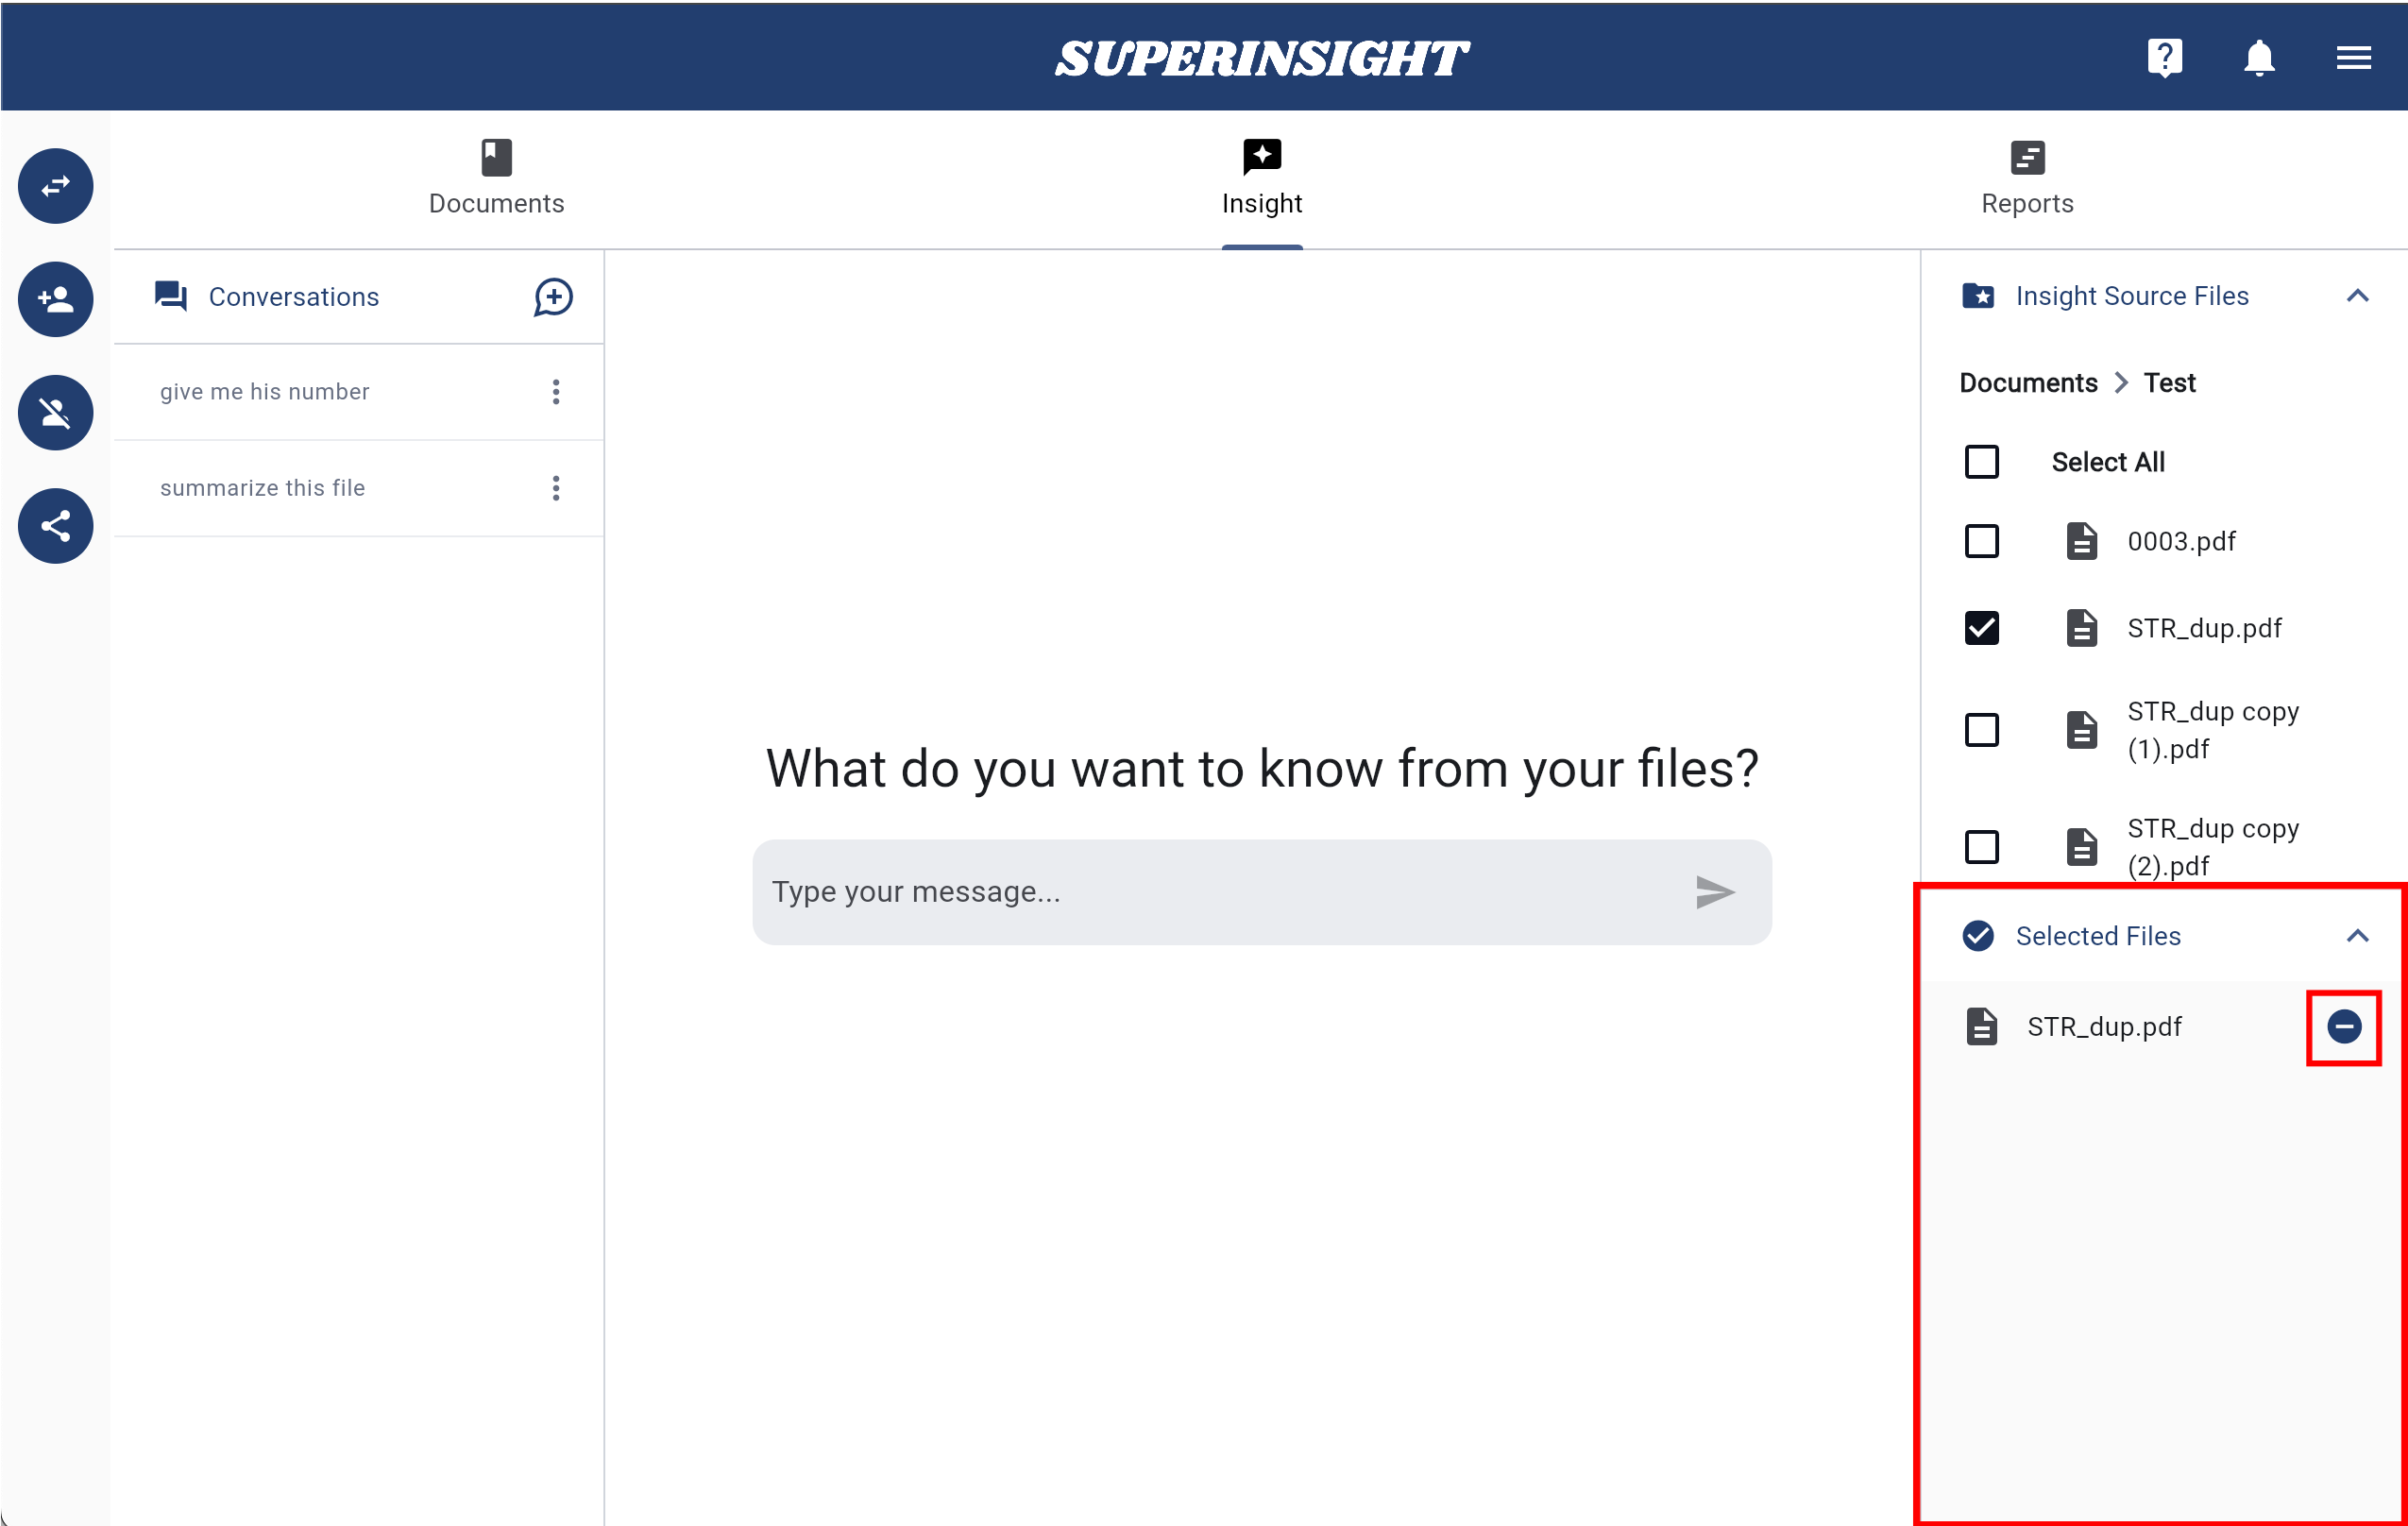 SUPERINSIGHT
Documents
Insight
Reports
Conversations
give me his number
summarize this file
What do you want to know from your files?
Type your message...
Insight Source Files
Documents > Test
Select All
0003.pdf
STR_dup.pdf
STR_dup copy
(1).pdf
STR_dup copy
(2).pdf
Selected Files
STR_dup.pdf